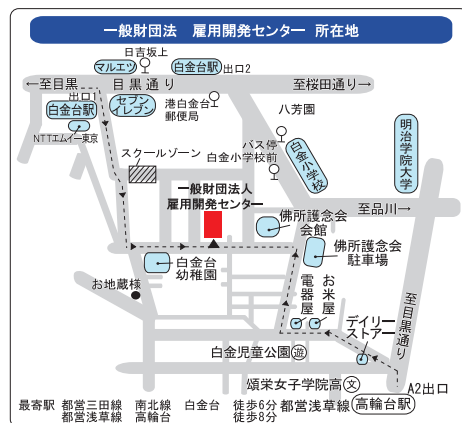 一般財団法　雇用開発センター 所在地
日吉坂上
マルエツ
白金台駅
出口2
←至目黒
目黒通り
至桜田通り→
出口1
白金台駅
セブン
イレブン
港白金台
郵便局
八芳園
NTTエムイー東京
バス停
白金小学校前
白金小学校
明治学院大学
スクールゾーン
一般財団法人
雇用開発センター
至品川→
佛所護念会
会館
佛所護念会
駐車場
白金台
幼稚園
お地蔵様
電器屋
お米屋
至目黒通り
デイリー
ストアー
白金児童公園 遊
頌栄女子学院高 文
A2出口
最寄駅 都営三田線 南北線 白金台 徒歩6分
都営浅草線 高輪台 徒歩8分
都営浅草線 高輪台駅